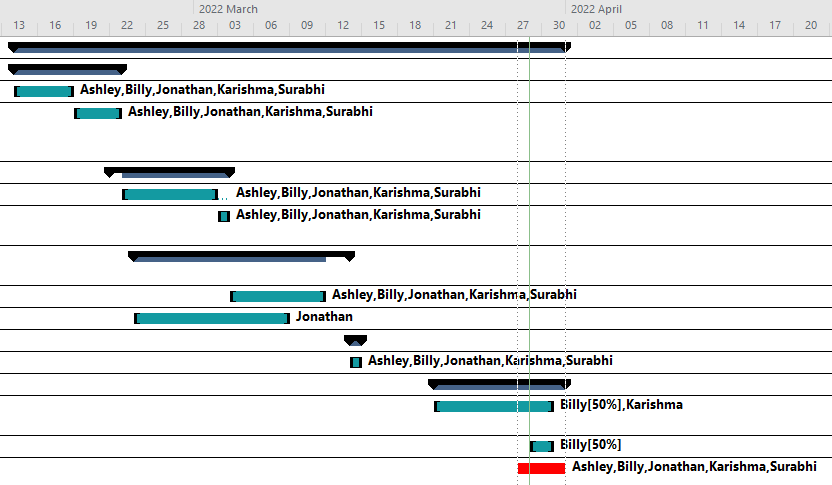 2022 March 2022 April
13 16 19 22 25 28 03 06 09 12 15 18 21 24 27 30 02 05 08 11 14 17 20
Ashley,Billy,Jonathan,Karishma,Surabhi
Ashley,Billy,Jonathan,Karishma,Surabhi
Ashley,Billy,Jonathan,Karishma,Surabhi
Ashley,Billy,Jonathan,Karishma,Surabhi
Ashley,Billy,Jonathan,Karishma,Surabhi
Jonathan
Ashley,Billy,Jonathan,Karishma,Surabhi
Billy[50%],Karishma
Billy[50%]
Ashley,Billy,Jonathan,Karishma,Surabhi